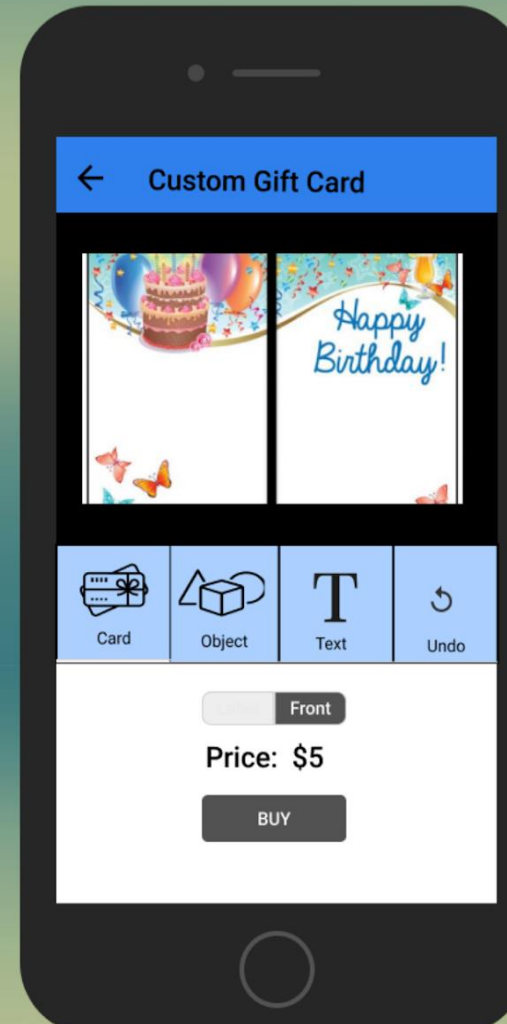 Custom Gift Card
Happy
Birthday!
T
Card
Object
Text
Undo
Front
Price: $5
BUY